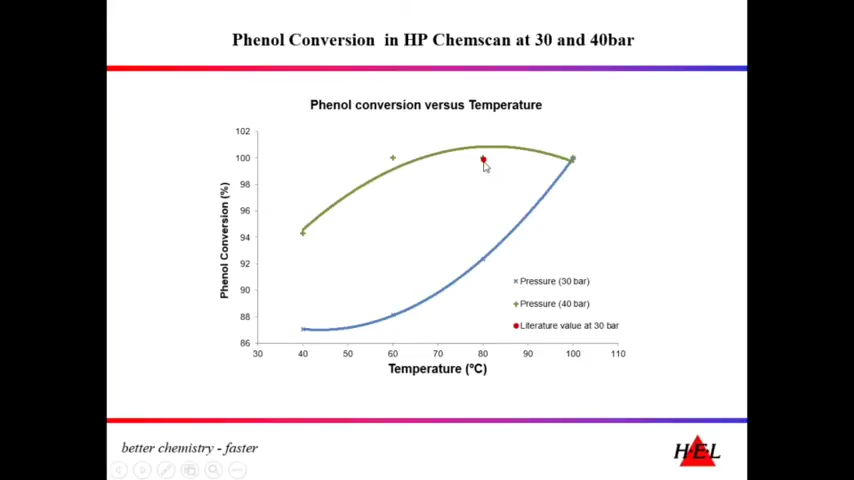 Phenol Conversion in HP Chemscan at 30 and 40bar
Phenol conversion versus Temperature
102
100
98
96
94
92
90
88
86
Phenol Conversion (%)
30 40 50 60 70 80 90 100 110
Temperature (ºC)
Pressure (30 bar)
Pressure (40 bar)
Literature value at 30 bar
better chemistry - faster
HEL